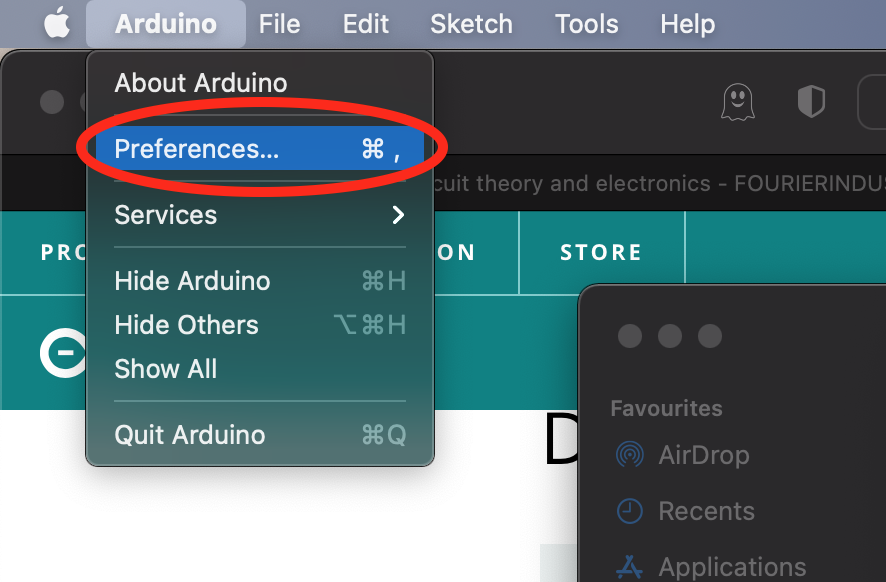 Arduino File Edit Sketch Tools Help
About Arduino
Preferences... ⌘ ,
cuit theory and electronics - FOURIERINDUS
Services
PRO
ON
STORE
Hide Arduino ⌘H
Hide Others ⌥⌘H
Show All
Quit Arduino ⌘Q
D
Favourites
AirDrop
Recents
Applications